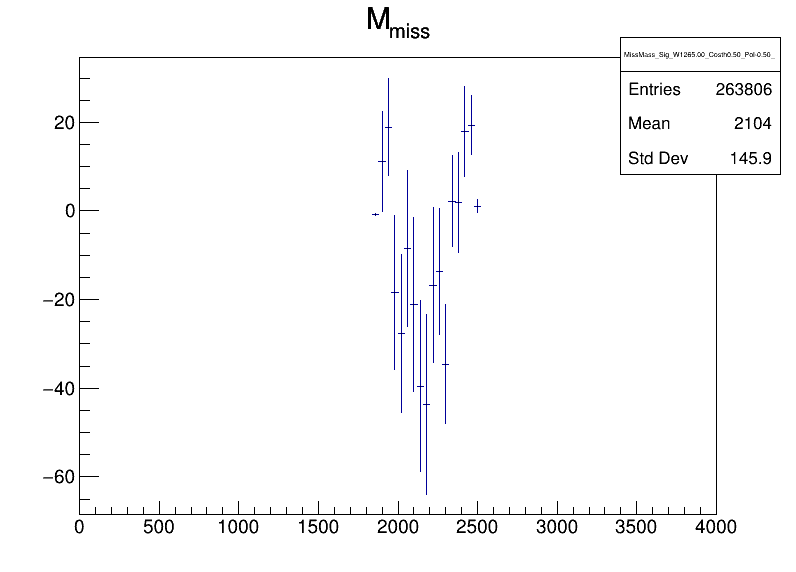 Mmiss
MissMass_Sig_W1265.00_Costh0.50_Pol-0.50_
Entries 263806
Mean 2104
Std Dev 145.9
20
0
−20
−40
−60
0 500 1000 1500 2000 2500 3000 3500 4000